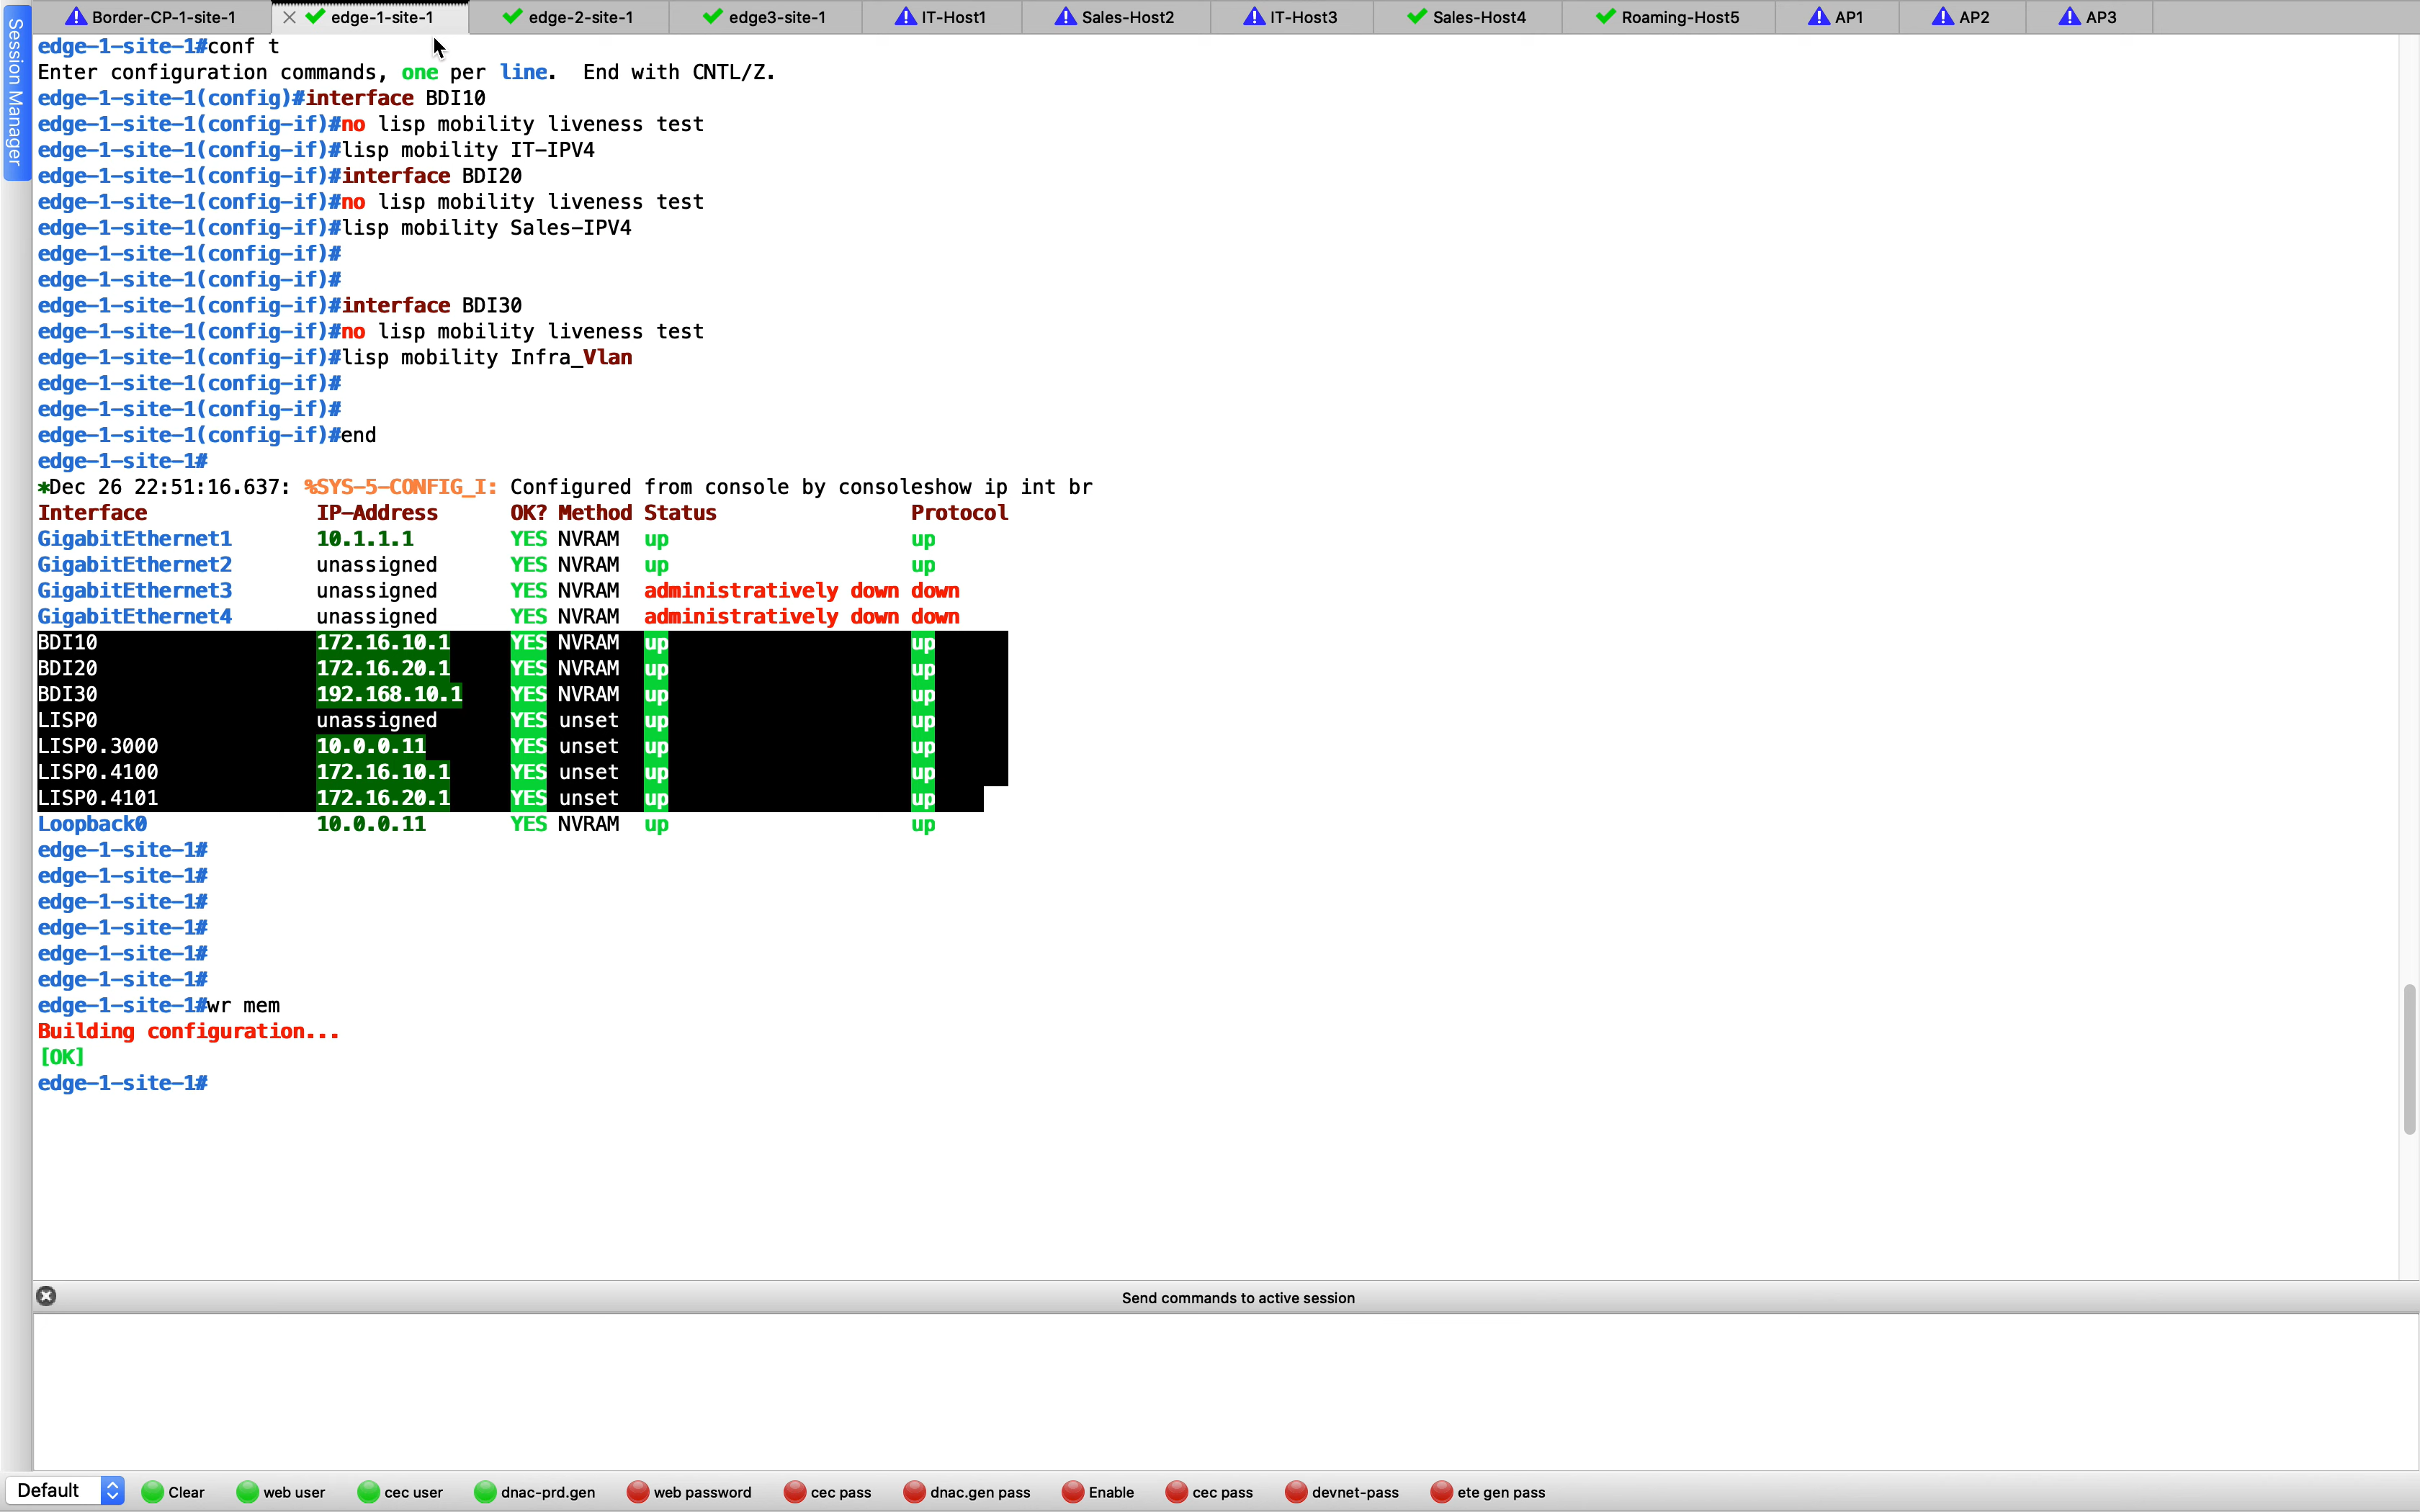 Border-CP-1-site-1 edge-1-site-1 edge-2-site-1 edge3-site-1 IT-Host1 Sales-Host2 IT-Host3 Sales-Host4 Roaming-Host5 AP1 AP2 AP3
Session Manager
edge-1-site-1#conf t
Enter configuration commands, one per line.  End with CNTL/Z.
edge-1-site-1(config)#interface BDI10
edge-1-site-1(config-if)#no lisp mobility liveness test
edge-1-site-1(config-if)#lisp mobility IT-IPV4
edge-1-site-1(config-if)#interface BDI20
edge-1-site-1(config-if)#no lisp mobility liveness test
edge-1-site-1(config-if)#lisp mobility Sales-IPV4
edge-1-site-1(config-if)#
edge-1-site-1(config-if)#
edge-1-site-1(config-if)#interface BDI30
edge-1-site-1(config-if)#no lisp mobility liveness test
edge-1-site-1(config-if)#lisp mobility Infra_Vlan
edge-1-site-1(config-if)#
edge-1-site-1(config-if)#
edge-1-site-1(config-if)#end
edge-1-site-1#
*Dec 26 22:51:16.637: %SYS-5-CONFIG_I: Configured from console by consoleshow ip int br
Interface IP-Address OK? Method Status Protocol
GigabitEthernet1 10.1.1.1 YES NVRAM up up
GigabitEthernet2 unassigned YES NVRAM up up
GigabitEthernet3 unassigned YES NVRAM administratively down down
GigabitEthernet4 unassigned YES NVRAM administratively down down
BDI10 172.16.10.1 YES NVRAM up up
BDI20 172.16.20.1 YES NVRAM up up
BDI30 192.168.10.1 YES NVRAM up up
LISP0 unassigned YES unset up up
LISP0.3000 10.0.0.11 YES unset up up
LISP0.4100 172.16.10.1 YES unset up up
LISP0.4101 172.16.20.1 YES unset up up
Loopback0 10.0.0.11 YES NVRAM up up
edge-1-site-1#
edge-1-site-1#
edge-1-site-1#
edge-1-site-1#
edge-1-site-1#
edge-1-site-1#
edge-1-site-1#wr mem
Building configuration...
[OK]
edge-1-site-1#
Send commands to active session
Default Clear web user cec user dnac-prd.gen web password cec pass dnac.gen pass Enable cec pass devnet-pass ete gen pass